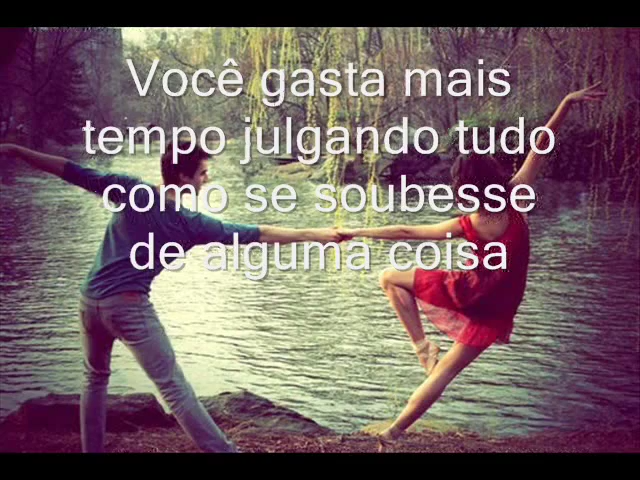 Você gasta mais
tempo julgando tudo
como se soubesse
de alguma coisa